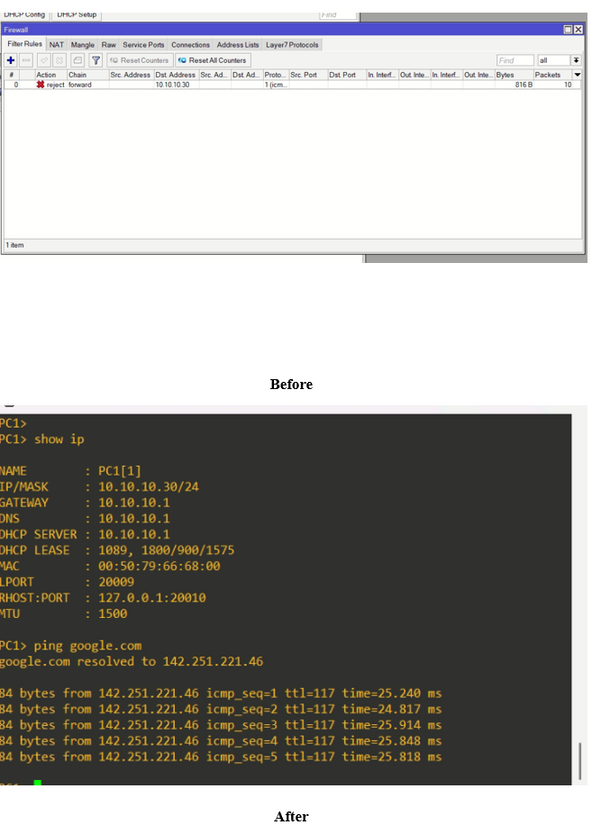 DHCP Config DHCP Setup Find
Firewall
Filter Rules NAT Mangle Raw Service Ports Connections Address Lists Layer7 Protocols
Reset Counters Reset All Counters Find all
# Action Chain Src. Address Dst. Address Src. Ad... Dst. Ad... Proto... Src. Port Dst. Port In. Interf... Out. Inte... In. Interf... Out. Inte... Bytes Packets
0 reject forward 10.10.10.30 1 (icm... 816 B 10
1 item
Before
PC1>
PC1> show ip
NAME : PC1[1]
IP/MASK : 10.10.10.30/24
GATEWAY : 10.10.10.1
DNS : 10.10.10.1
DHCP SERVER : 10.10.10.1
DHCP LEASE : 1089, 1800/900/1575
MAC : 00:50:79:66:68:00
LPORT : 20009
RHOST:PORT : 127.0.0.1:20010
MTU : 1500
PC1> ping google.com
google.com resolved to 142.251.221.46
84 bytes from 142.251.221.46 icmp_seq=1 ttl=117 time=25.240 ms
84 bytes from 142.251.221.46 icmp_seq=2 ttl=117 time=24.817 ms
84 bytes from 142.251.221.46 icmp_seq=3 ttl=117 time=25.914 ms
84 bytes from 142.251.221.46 icmp_seq=4 ttl=117 time=25.848 ms
84 bytes from 142.251.221.46 icmp_seq=5 ttl=117 time=25.818 ms
After